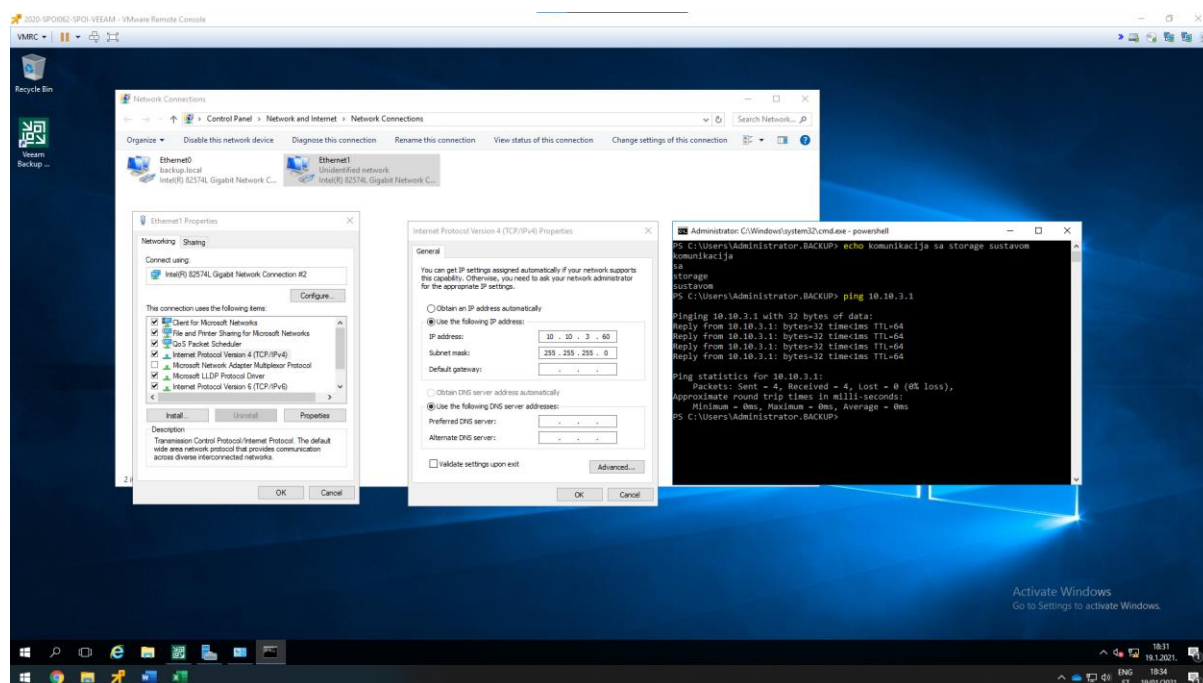 2020-SPOI062-SPOI-VEEAM - VMware Remote Console
VMRC
Recycle Bin
Veeam
Backup ...
Network Connections
Control Panel > Network and Internet > Network Connections
Search Network...
Organize
Disable this network device
Diagnose this connection
Rename this connection
View status of this connection
Change settings of this connection
Ethernet0
backup.local
Intel(R) 82574L Gigabit Network C...
Ethernet1
Unidentified network
Intel(R) 82574L Gigabit Network C...
Ethernet1 Properties
Networking
Sharing
Connect using:
Intel(R) 82574L Gigabit Network Connection #2
Configure...
This connection uses the following items:
Client for Microsoft Networks
File and Printer Sharing for Microsoft Networks
QoS Packet Scheduler
Internet Protocol Version 4 (TCP/IPv4)
Microsoft Network Adapter Multiplexor Protocol
Microsoft LLDP Protocol Driver
Internet Protocol Version 6 (TCP/IPv6)
Install...
Uninstall
Properties
Description
Transmission Control Protocol/Internet Protocol. The default
wide area network protocol that provides communication
across diverse interconnected networks.
OK
Cancel
Internet Protocol Version 4 (TCP/IPv4) Properties
General
You can get IP settings assigned automatically if your network supports
this capability. Otherwise, you need to ask your network administrator
for the appropriate IP settings.
Obtain an IP address automatically
Use the following IP address:
IP address: 10 . 10 . 3 . 60
Subnet mask: 255 . 255 . 255 . 0
Default gateway: . . .
Obtain DNS server address automatically
Use the following DNS server addresses:
Preferred DNS server: . . .
Alternate DNS server: . . .
Validate settings upon exit
Advanced...
OK
Cancel
Administrator: C:\Windows\system32\cmd.exe - powershell
PS C:\Users\Administrator.BACKUP> echo komunikacija sa storage sustavom
komunikacija
sa
storage
sustavom
PS C:\Users\Administrator.BACKUP> ping 10.10.3.1
Pinging 10.10.3.1 with 32 bytes of data:
Reply from 10.10.3.1: bytes=32 time<1ms TTL=64
Reply from 10.10.3.1: bytes=32 time<1ms TTL=64
Reply from 10.10.3.1: bytes=32 time<1ms TTL=64
Reply from 10.10.3.1: bytes=32 time<1ms TTL=64
Ping statistics for 10.10.3.1:
Packets: Sent = 4, Received = 4, Lost = 0 (0% loss),
Approximate round trip times in milli-seconds:
Minimum = 0ms, Maximum = 0ms, Average = 0ms
PS C:\Users\Administrator.BACKUP>
Activate Windows
Go to Settings to activate Windows.
18:31
19.1.2021.
ENG
18:34
19/01/2021